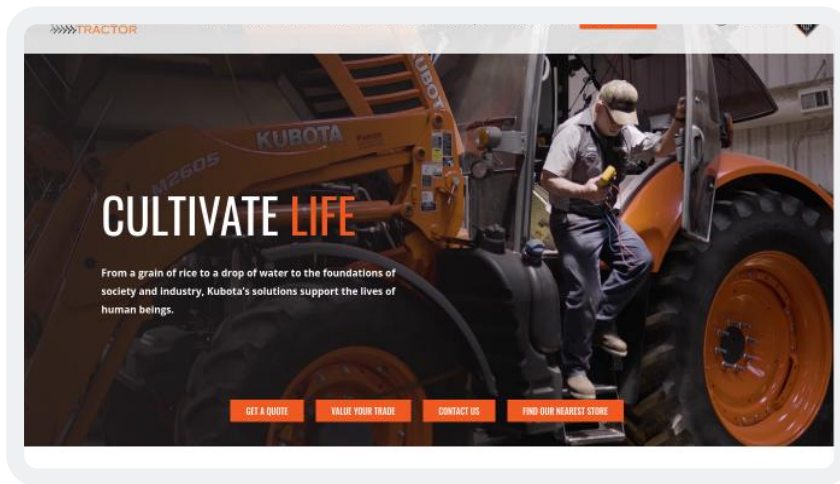 TRACTOR
KUBOTA
KUBOT
M2605
CULTIVATE LIFE
From a grain of rice to a drop of water to the foundations of
society and industry, Kubota's solutions support the lives of
human beings.
GET A QUOTE
VALUE YOUR TRADE
CONTACT US
FIND OUR NEAREST STORE